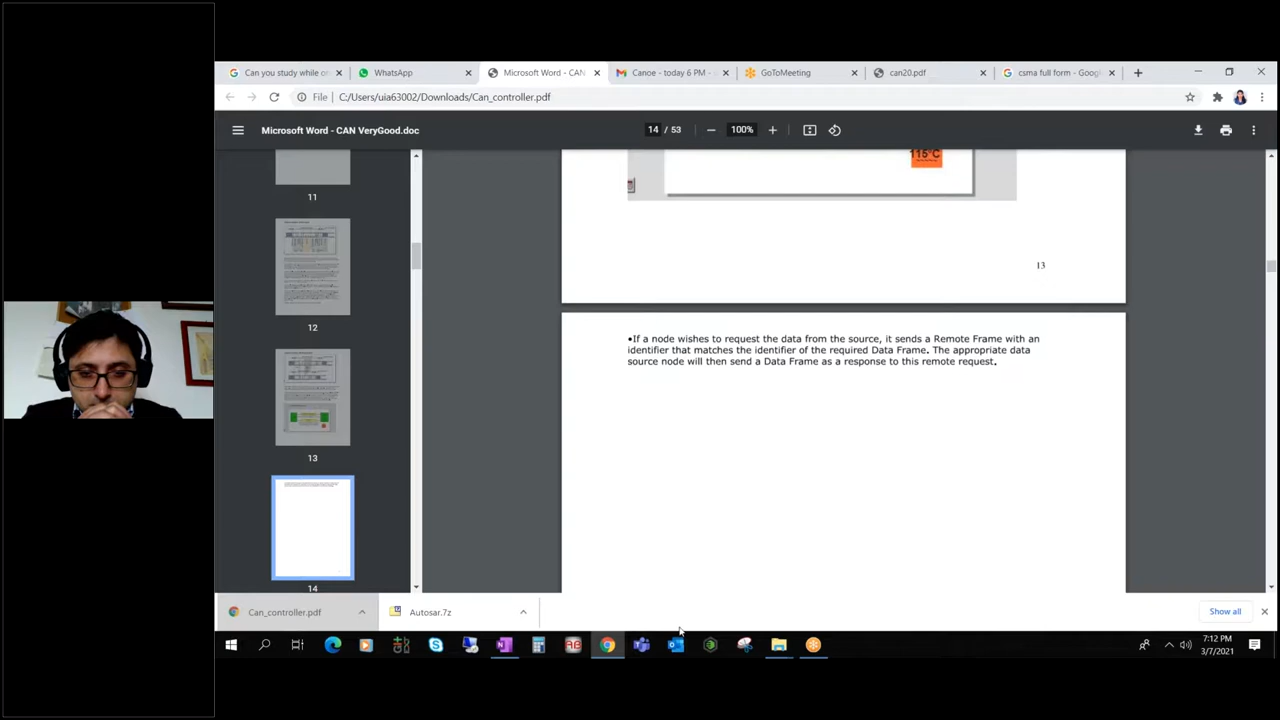 Can you study while or
WhatsApp
Microsoft Word - CAN
Canoe - today 6 PM -
GoToMeeting
can20.pdf
csma full form - Goog
File
C:/Users/uia63002/Downloads/Can_controller.pdf
Microsoft Word - CAN VeryGood.doc
14 / 53
100%
115°C
11
13
12
•If a node wishes to request the data from the source, it sends a Remote Frame with an
identifier that matches the identifier of the required Data Frame. The appropriate data
source node will then send a Data Frame as a response to this remote request.
13
14
Can_controller.pdf
Autosar.7z
Show all
7:12 PM
3/7/2021